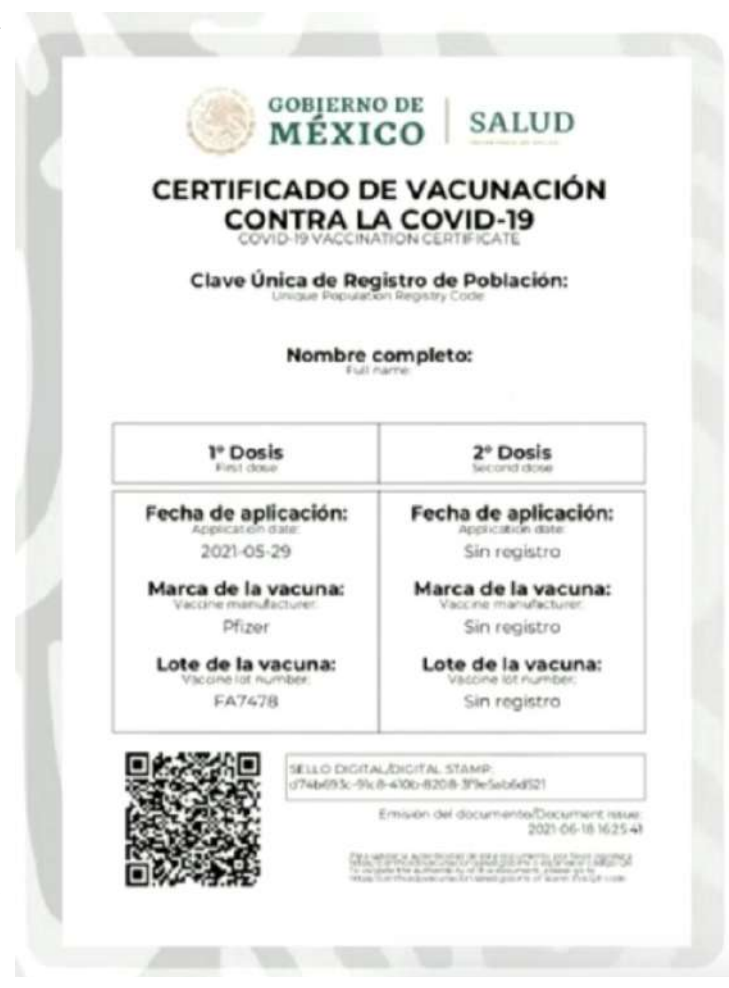 GOBIERNO DE
MÉXICO
SALUD
CERTIFICADO DE VACUNACIÓN
CONTRA LA COVID-19
COVID-19 VACCINATION CERTIFICATE
Clave Única de Registro de Población:
Unique Population Registry Code
Nombre completo:
Full name:
1° Dosis
First dose
2° Dosis
Second dose
Fecha de aplicación:
Application date:
2021-05-29
Marca de la vacuna:
Vaccine manufacturer:
Pfizer
Lote de la vacuna:
Vaccine lot number:
FA7478
Fecha de aplicación:
Application date:
Sin registro
Marca de la vacuna:
Vaccine manufacturer:
Sin registro
Lote de la vacuna:
Vaccine lot number:
Sin registro
SELLO DIGITAL/DIGITAL STAMP:
Emisión del documento/Document issue:
2021-06-18 16:25:41